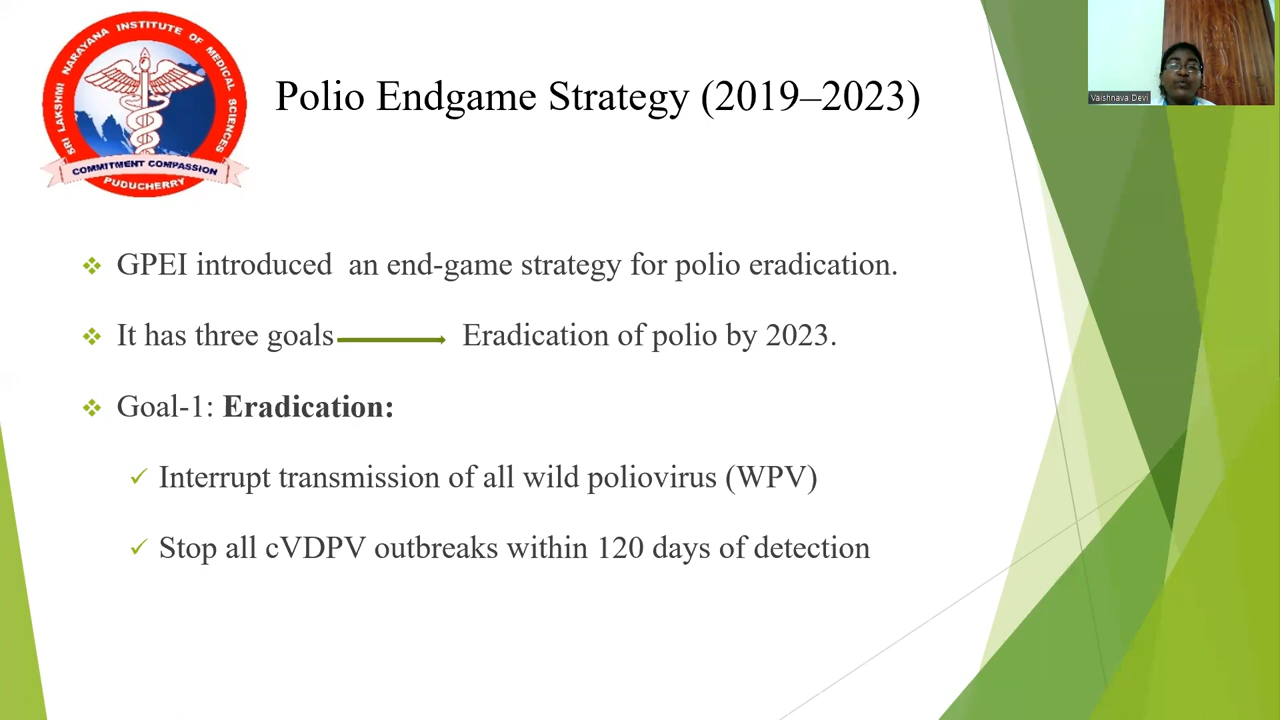 SRI LAKSHMI NARAYANA INSTITUTE OF MEDICAL SCIENCES
COMMITMENT COMPASSION
PUDUCHERRY
Polio Endgame Strategy (2019–2023)
Vaishnava Devi
GPEI introduced an end-game strategy for polio eradication.
It has three goals Eradication of polio by 2023.
Goal-1: Eradication:
Interrupt transmission of all wild poliovirus (WPV)
Stop all cVDPV outbreaks within 120 days of detection